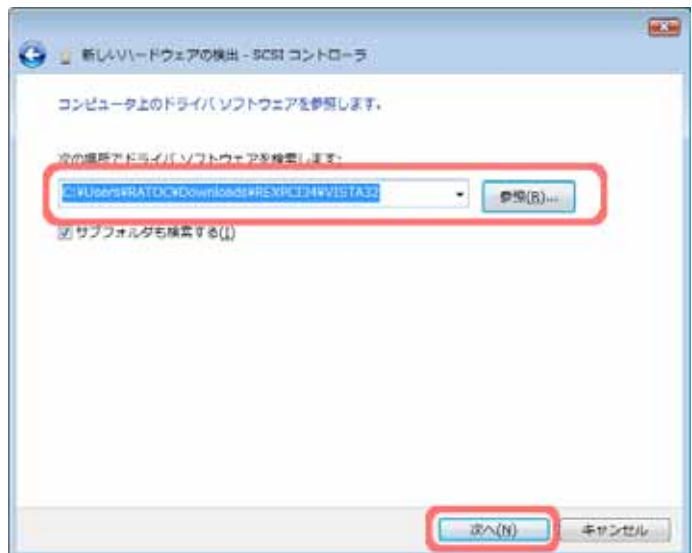 新しいハードウェアの検出 - SCSI コントローラ
コンピュータ上のドライバ ソフトウェアを参照します。
次の場所でドライバ ソフトウェアを検索します:
C:¥Users¥RATOC¥Downloads¥REXPCI34¥VISTA32
参照(R)...
サブフォルダも検索する(I)
次へ(N)
キャンセル